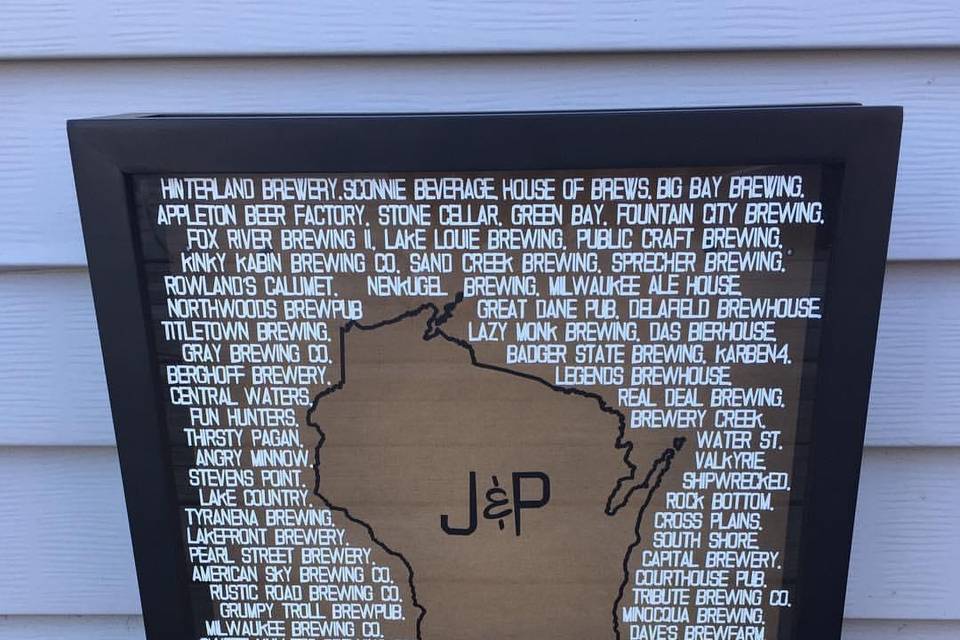 HINTERLAND BREWERY. SCONNIE BEVERAGE, HOUSE OF BREWS, BIG BAY BREWING,
APPLETON BEER FACTORY, STONE CELLAR, GREEN BAY, FOUNTAIN CITY BREWING,
FOX RIVER BREWING II, LAKE LOUIE BREWING, PUBLIC CRAFT BREWING,
KINKY KABIN BREWING CO, SAND CREEK BREWING, SPRECHER BREWING,
ROWLAND'S CALUMET, NENKUGEL BREWING, MILWAUKEE ALE HOUSE
NORTHWOODS BREWPUB GREAT DANE PUB, DELAFIELD BREWHOUSE,
TITLETOWN BREWING, LAZY MONK BREWING, DAS BIERHOUSE
GRAY BREWING CO. BADGER STATE BREWING, KARBEN4,
BERGHOFF BREWERY, LEGENDS BREWHOUSE
CENTRAL WATERS, REAL DEAL BREWING,
FUN HUNTERS, BREWERY CREEK,
THIRSTY PAGAN, WATER ST.
ANGRY MINNOW, VALKYRIE
STEVENS POINT, SHIPWRECKED,
LAKE COUNTRY, ROCK BOTTOM,
TYRANENA BREWING, CROSS PLAINS,
LAKEFRONT BREWERY, SOUTH SHORE
PEARL STREET BREWERY, CAPITAL BREWERY,
AMERICAN SKY BREWING CO, COURTHOUSE PUB,
RUSTIC ROAD BREWING CO, TRIBUTE BREWING CO,
GRUMPY TROLL BREWPUB, MINOCQUA BREWING,
MILWAUKEE BREWING CO, DAVE'S BREWFARM
J&P